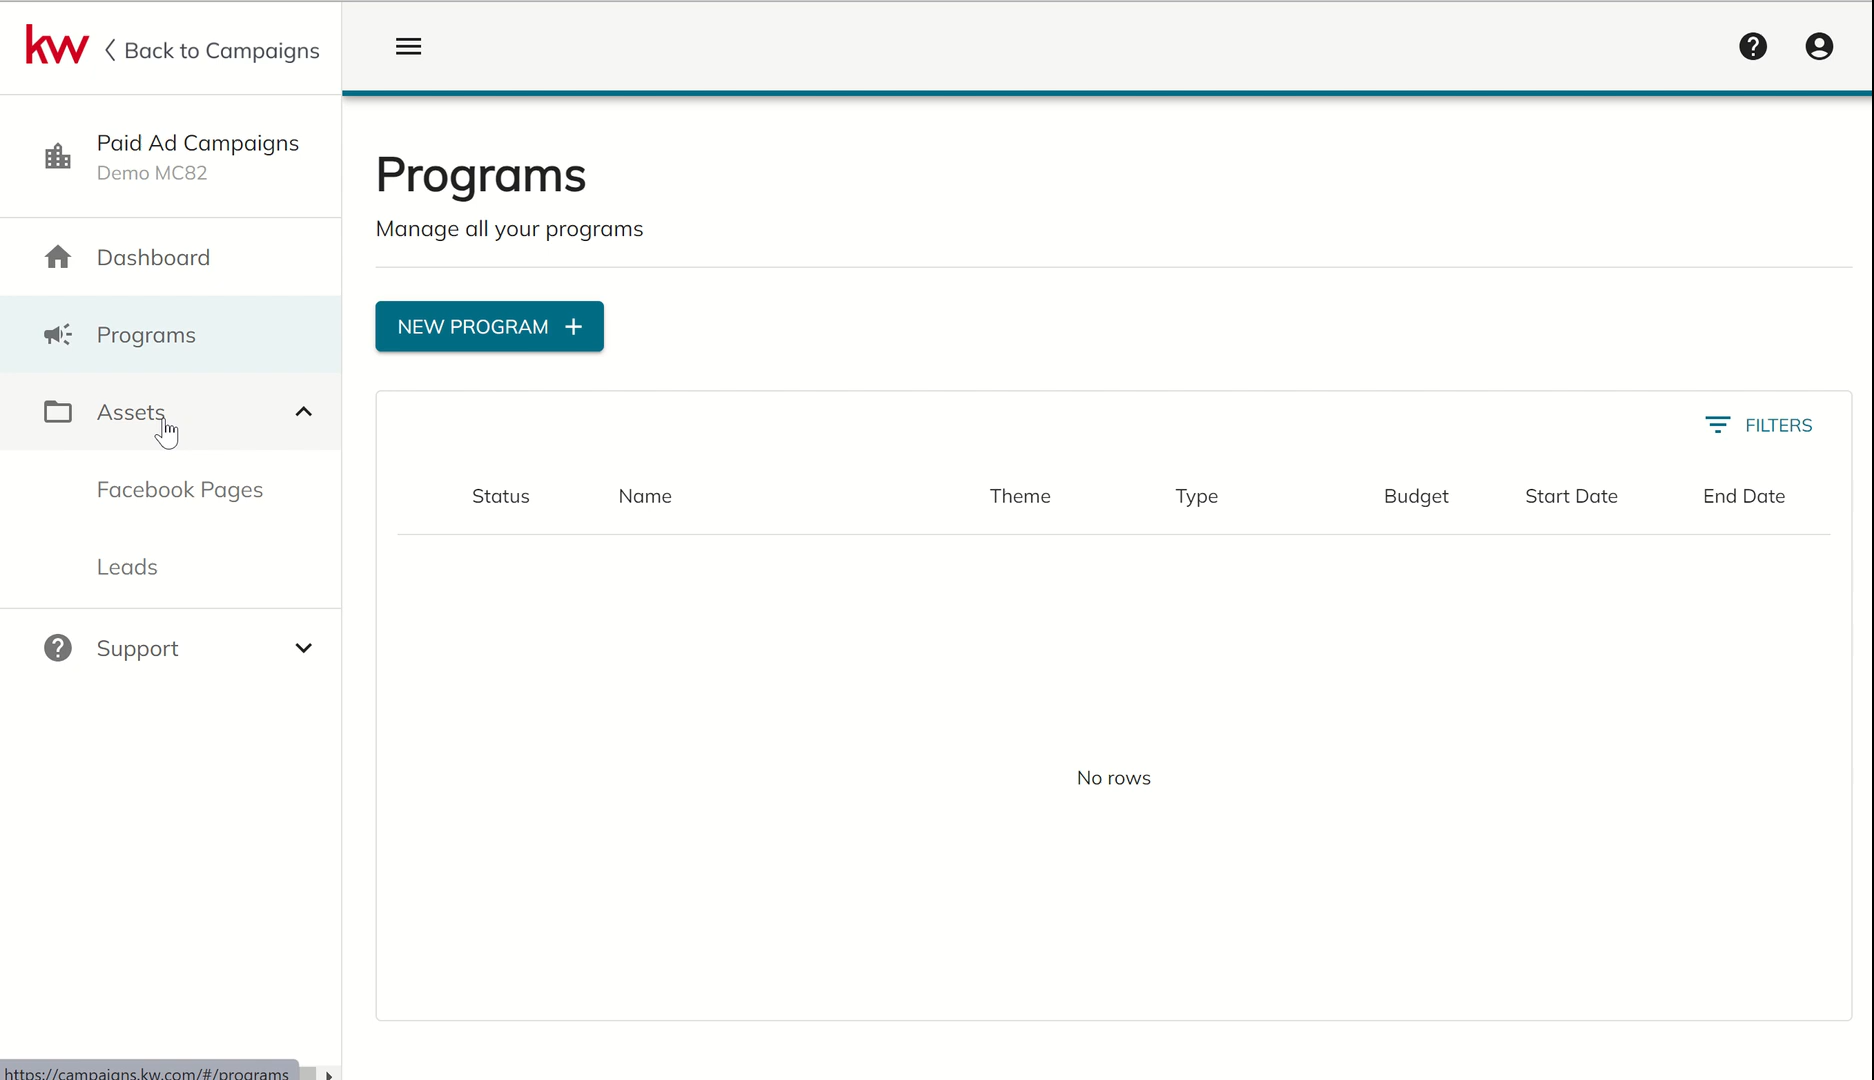 kw Back to Campaigns
Paid Ad Campaigns
Demo MC82
Dashboard
Programs
Assets
Facebook Pages
Leads
Support
Programs
Manage all your programs
NEW PROGRAM +
FILTERS
Status Name Theme Type Budget Start Date End Date
No rows
https://campaigns.kw.com/#/programs